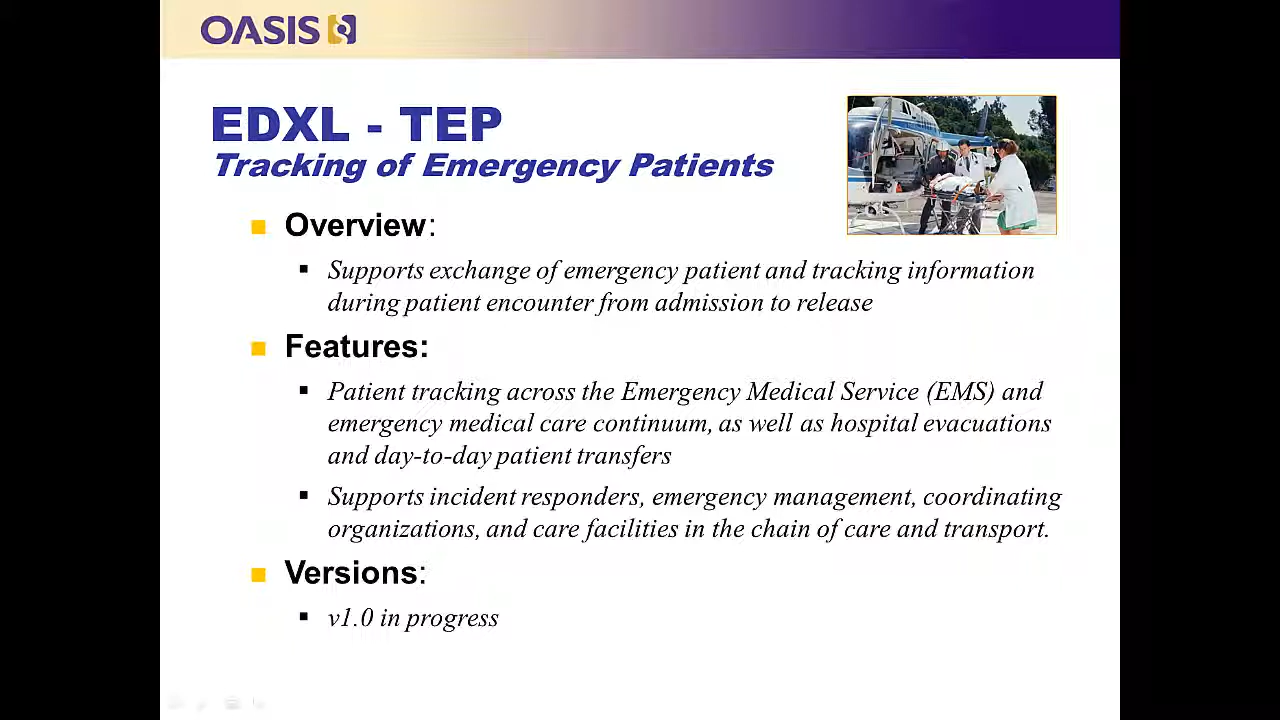 OASIS
EDXL - TEP
Tracking of Emergency Patients
Overview:
Supports exchange of emergency patient and tracking information
during patient encounter from admission to release
Features:
Patient tracking across the Emergency Medical Service (EMS) and
emergency medical care continuum, as well as hospital evacuations
and day-to-day patient transfers
Supports incident responders, emergency management, coordinating
organizations, and care facilities in the chain of care and transport.
Versions:
v1.0 in progress